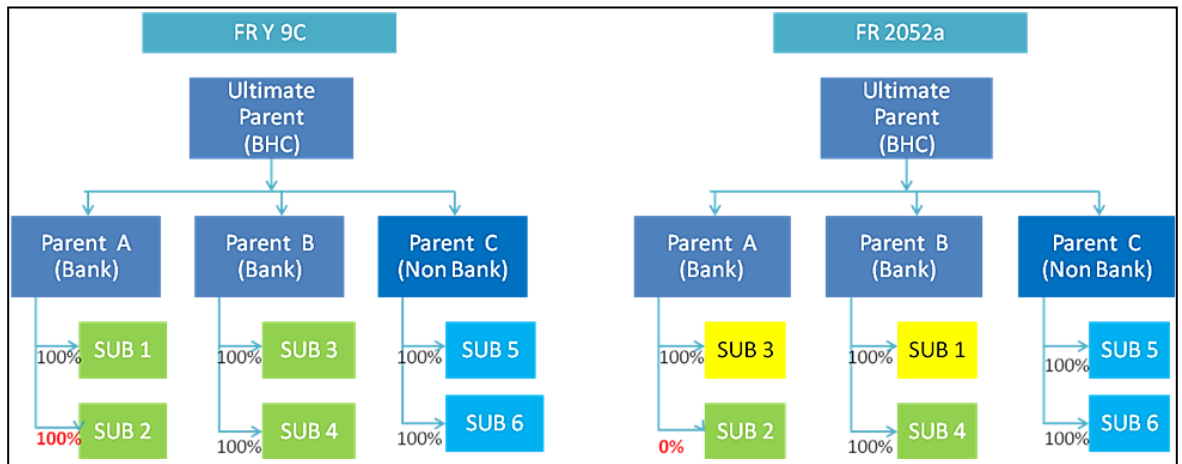 FR Y 9C
Ultimate
Parent
(BHC)
Parent A
(Bank)
Parent B
(Bank)
Parent C
(Non Bank)
100%
SUB 1
100%
SUB 3
100%
SUB 5
100%
SUB 2
100%
SUB 4
100%
SUB 6
FR 2052a
Ultimate
Parent
(BHC)
Parent A
(Bank)
Parent B
(Bank)
Parent C
(Non Bank)
100%
SUB 3
100%
SUB 1
100%
SUB 5
0%
SUB 2
100%
SUB 4
100%
SUB 6